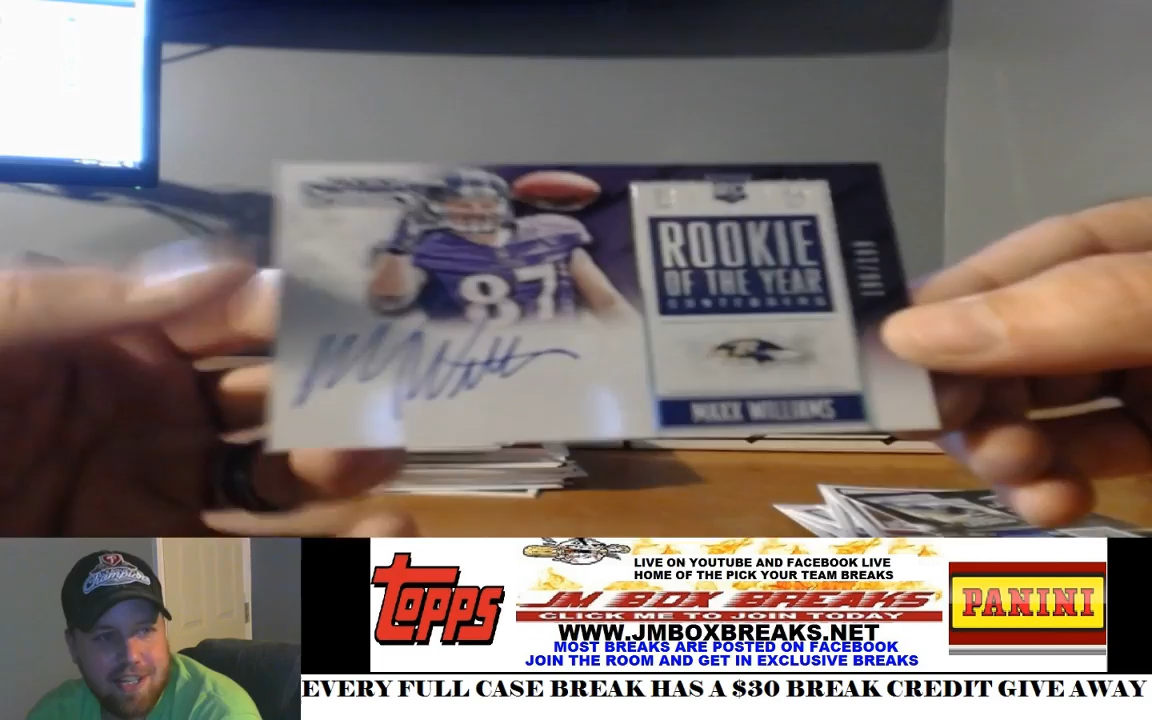 87
ROOKIE
OF THE YEAR
CONTENDERS
MAXX WILLIAMS
TOPPS
LIVE ON YOUTUBE AND FACEBOOK LIVE
HOME OF THE PICK YOUR TEAM BREAKS
JM BOX BREAKS
CLICK ME TO JOIN TODAY
WWW.JMBOXBREAKS.NET
MOST BREAKS ARE POSTED ON FACEBOOK
JOIN THE ROOM AND GET IN EXCLUSIVE BREAKS
PANINI
EVERY FULL CASE BREAK HAS A $30 BREAK CREDIT GIVE AWAY